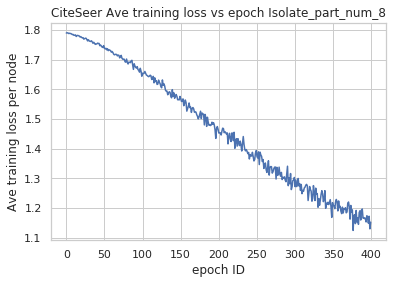 CiteSeer Ave training loss vs epoch Isolate_part_num_8
Ave training loss per node
1.8
1.7
1.6
1.5
1.4
1.3
1.2
1.1
0 50 100 150 200 250 300 350 400
epoch ID